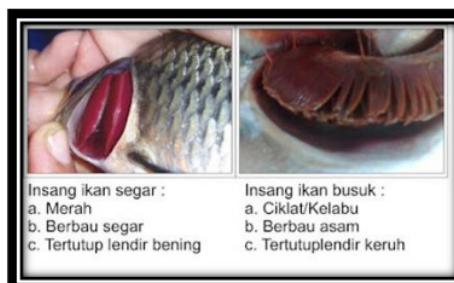 Insang ikan segar :
a. Merah
b. Berbau segar
c. Tertutup lendir bening
Insang ikan busuk :
a. Ciklat/Kelabu
b. Berbau asam
c. Tertutuplendir keruh